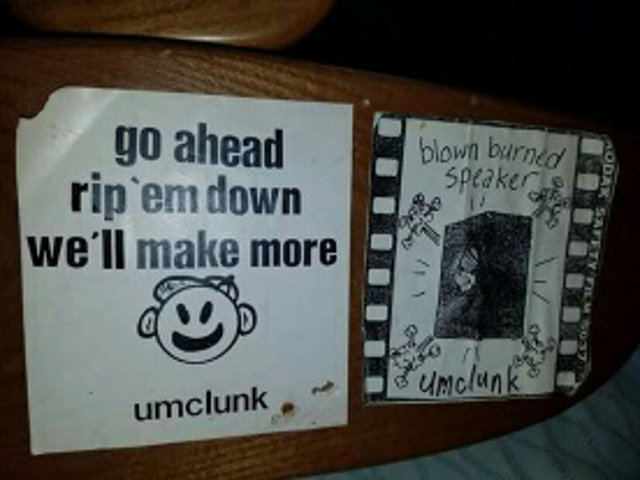 go ahead
rip 'em down
we'll make more
umclunk
blown burned
speaker
umclunk